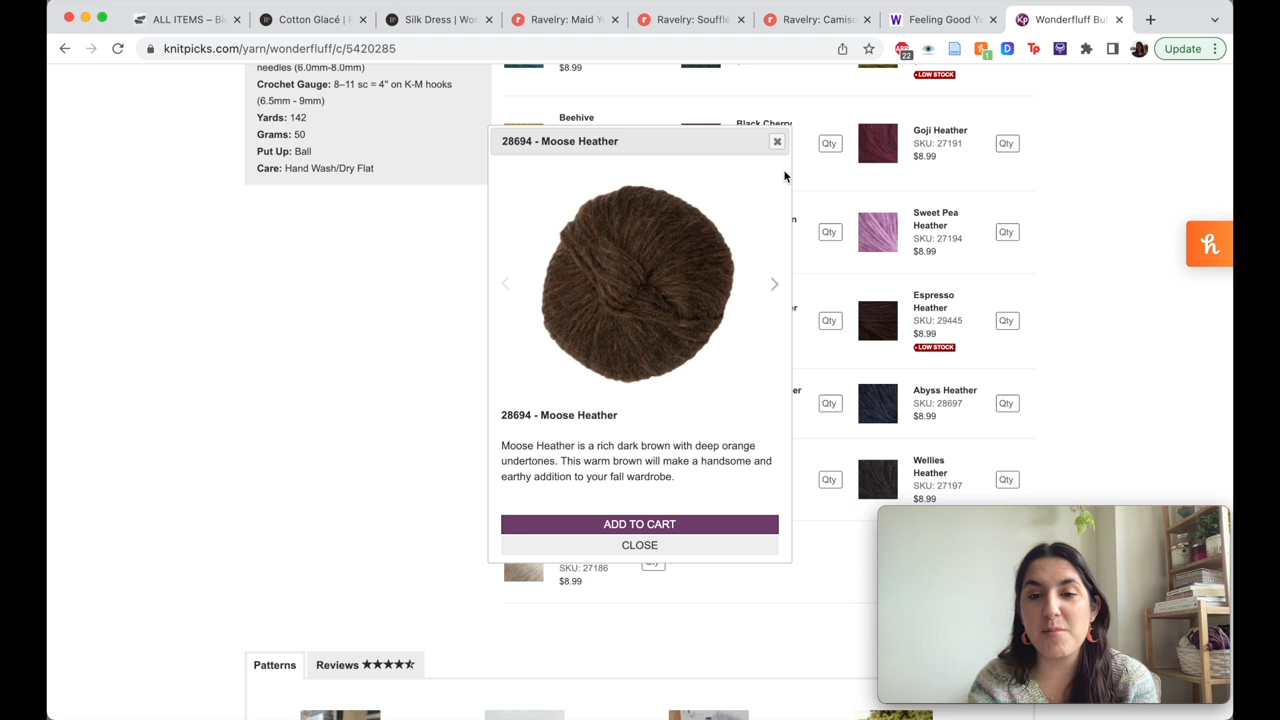 ALL ITEMS – Bi
Cotton Glacé | F
Silk Dress | Wo
Ravelry: Maid Y
Ravelry: Soufflé
Ravelry: Camiso
Feeling Good Ya
Wonderfluff Bul
knitpicks.com/yarn/wonderfluff/c/5420285
22
1
D
Tp
Update
needles (6.0mm-8.0mm)
Crochet Gauge: 8–11 sc = 4" on K-M hooks
(6.5mm - 9mm)
Yards: 142
Grams: 50
Put Up: Ball
Care: Hand Wash/Dry Flat
$8.99
LOW STOCK
Beehive
Black Cherry
Qty
Goji Heather
SKU: 27191
$8.99
Qty
Qty
Sweet Pea
Heather
SKU: 27194
$8.99
Qty
Qty
Espresso
Heather
SKU: 29445
$8.99
LOW STOCK
Qty
Qty
Abyss Heather
SKU: 28697
$8.99
Qty
Qty
Wellies
Heather
SKU: 27197
$8.99
Qty
28694 - Moose Heather
28694 - Moose Heather
Moose Heather is a rich dark brown with deep orange
undertones. This warm brown will make a handsome and
earthy addition to your fall wardrobe.
ADD TO CART
CLOSE
SKU: 27186
$8.99
Patterns
Reviews
h